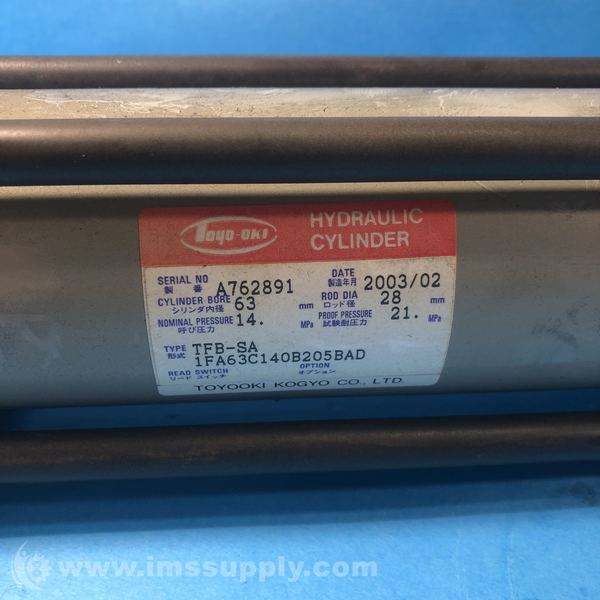 TOYO-OKI
HYDRAULIC
CYLINDER
SERIAL NO A762891 DATE 2003/02
製 番 製造年月
CYLINDER BORE 63 mm ROD DIA 28 mm
シリンダ内径 ロッド径
NOMINAL PRESSURE 14. MPa PROOF PRESSURE 21. MPa
呼び圧力 試験耐圧力
TYPE TFB-SA
形式 1FA63C140B205BAD
READ SWITCH OPTION
リード スイッチ オプション
TOYOOKI KOGYO CO., LTD.
www.imssupply.com